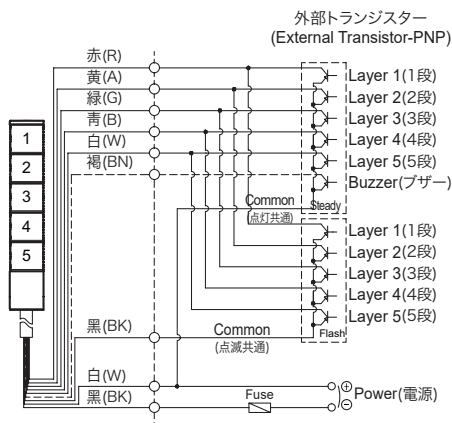 外部トランジスター
(External Transistor-PNP)
赤(R)
黄(A)
緑(G)
青(B)
白(W)
褐(BN)
Layer 1(1段)
Layer 2(2段)
Layer 3(3段)
Layer 4(4段)
Layer 5(5段)
Buzzer(ブザー)
1
2
3
4
5
Common
(点灯共通)
Steady
Layer 1(1段)
Layer 2(2段)
Layer 3(3段)
Layer 4(4段)
Layer 5(5段)
Flash
黒(BK)
Common
(点滅共通)
白(W)
黒(BK)
Fuse
⊕
⊖
Power(電源)